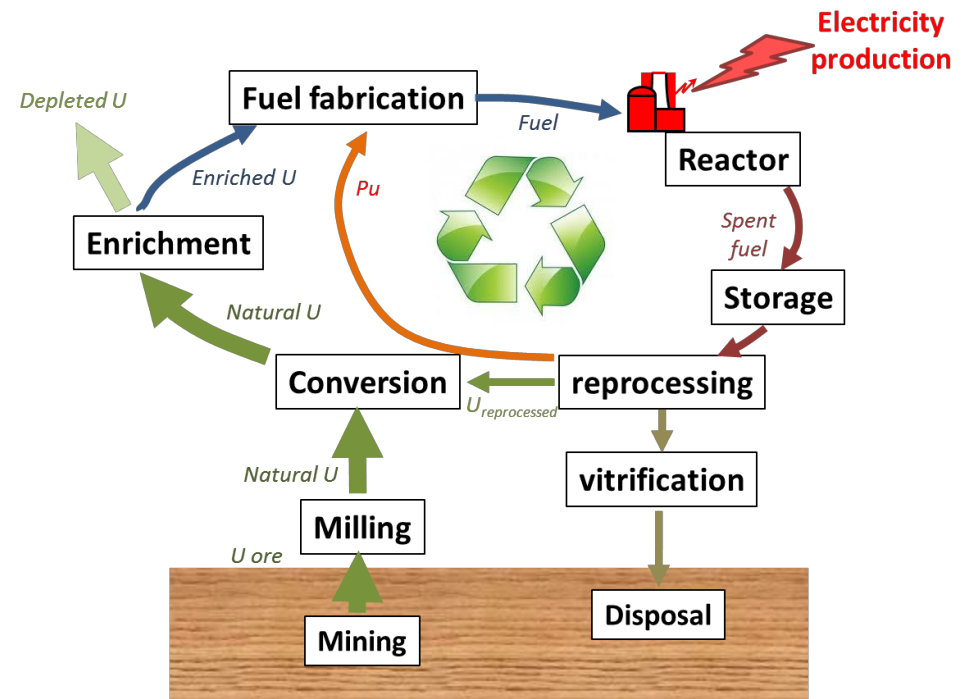 Electricity
production
Depleted U
Fuel fabrication
Fuel
Reactor
Enriched U
Pu
Enrichment
Spent
fuel
Storage
Natural U
Conversion
reprocessing
Ureprocessed
Natural U
vitrification
Milling
U ore
Disposal
Mining